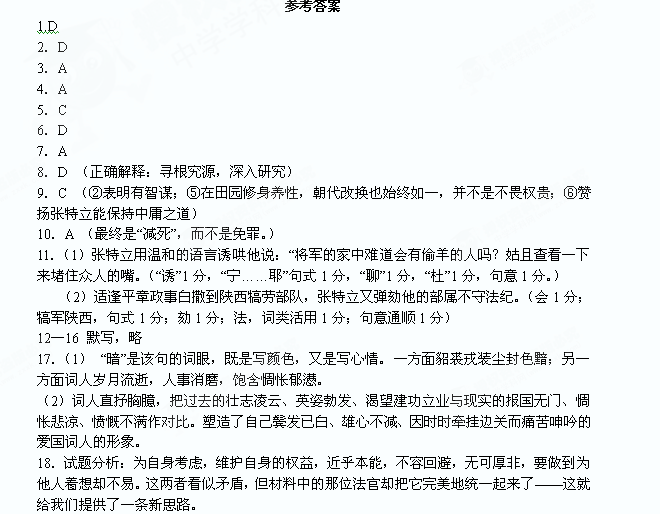 参考答案
1.D
2. D
3. A
4. A
5. C
6. D
7. A
8. D （正确解释：寻根究源，深入研究）
9. C （②表明有智谋；⑤在田园修身养性，朝代改换也始终如一，并不是不畏权贵；⑥赞
扬张特立能保持中庸之道）
10. A （最终是“减死”，而不是免罪。）
11.（1）张特立用温和的语言诱哄他说：“将军的家中难道会有偷羊的人吗？姑且查看一下
来堵住众人的嘴。（“诱”1分，“宁……耶”句式 1 分，“聊”1 分，“杜”1 分，句意 1 分。）
（2）适逢平章政事白撒到陕西犒劳部队，张特立又弹劾他的部属不守法纪。（会 1 分；
犒军陕西，句式 1 分；劾 1 分；法，词类活用 1 分；句意通顺 1 分）
12—16 默写，略
17.（1） “暗”是该句的词眼，既是写颜色，又是写心情。一方面貂裘戎装尘封色黯；另一
方面词人岁月流逝，人事消磨，饱含惆怅郁懑。
（2）词人直抒胸臆，把过去的壮志凌云、英姿勃发、渴望建功立业与现实的报国无门、惆
怅悲凉、愤慨不满作对比。塑造了自己鬓发已白、雄心不减、因时时牵挂边关而痛苦呻吟的
爱国词人的形象。
18. 试题分析：为自身考虑，维护自身的权益，近乎本能，不容回避，无可厚非，要做到为
他人着想却不易。这两者看似矛盾，但材料中的那位法官却把它完美地统一起来了——这就
给我们提供了一条新思路。